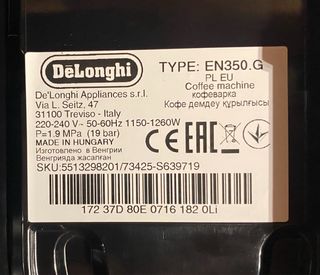 DeLonghi
TYPE: EN350.G
PL EU
Coffee machine
кофеварка
Кофе демдеу құрылғысы
De'Longhi Appliances s.r.l.
Via L. Seitz, 47
31100 Treviso - Italy
220-240 V~ 50-60Hz 1150-1260W
P=1.9 MPa (19 bar)
MADE IN HUNGARY
Изготовлено в Венгрии
Венгрияда жасалған
SKU:5513298201/73425-S639719
CE EAC
172 37D 80E 0716 182 0Li